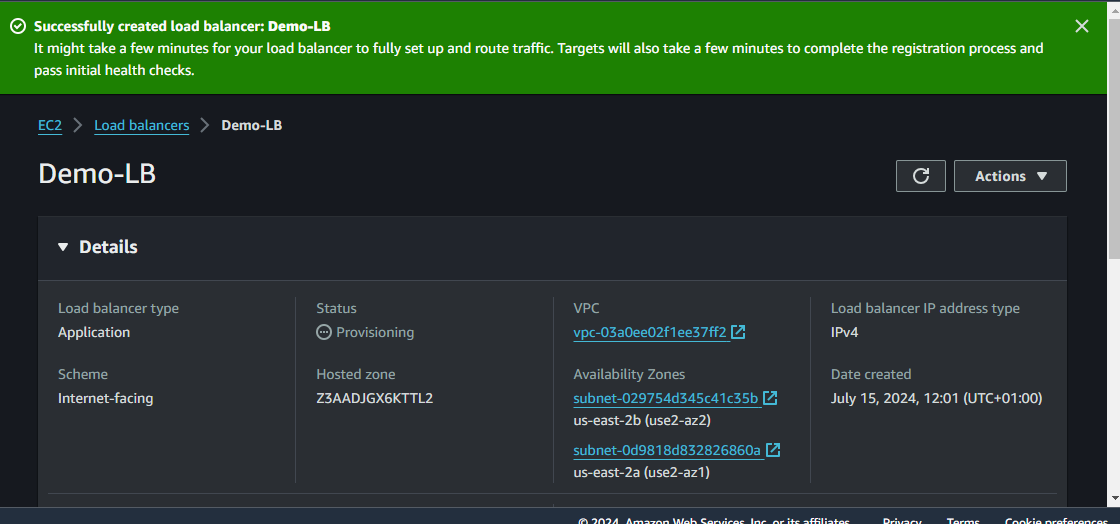 Successfully created load balancer: Demo-LB
It might take a few minutes for your load balancer to fully set up and route traffic. Targets will also take a few minutes to complete the registration process and
pass initial health checks.
EC2 > Load balancers > Demo-LB
Demo-LB
Actions
Details
Load balancer type
Application
Status
Provisioning
VPC
vpc-03a0ee02f1ee37ff2
Load balancer IP address type
IPv4
Scheme
Internet-facing
Hosted zone
Z3AADJGX6KTTL2
Availability Zones
subnet-029754d345c41c35b
us-east-2b (use2-az2)
subnet-0d9818d832826860a
us-east-2a (use2-az1)
Date created
July 15, 2024, 12:01 (UTC+01:00)
© 2024, Amazon Web Services, Inc. or its affiliates. Privacy Terms Cookie preferences